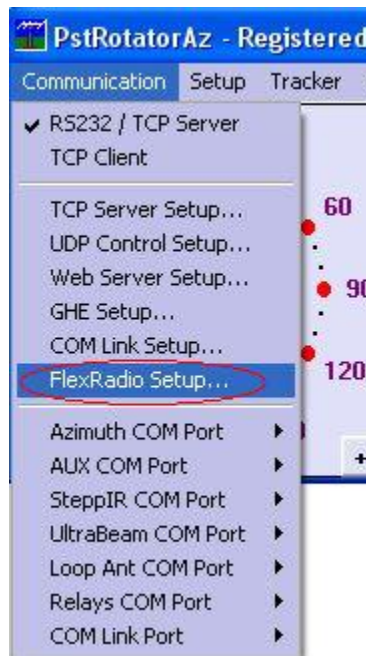 PstRotatorAz - Registered
Communication Setup Tracker
RS232 / TCP Server
TCP Client
TCP Server Setup...
60
UDP Control Setup...
Web Server Setup...
90
GHE Setup...
COM Link Setup...
120
FlexRadio Setup...
Azimuth COM Port
AUX COM Port
+
SteppIR COM Port
UltraBeam COM Port
Loop Ant COM Port
Relays COM Port
COM Link Port